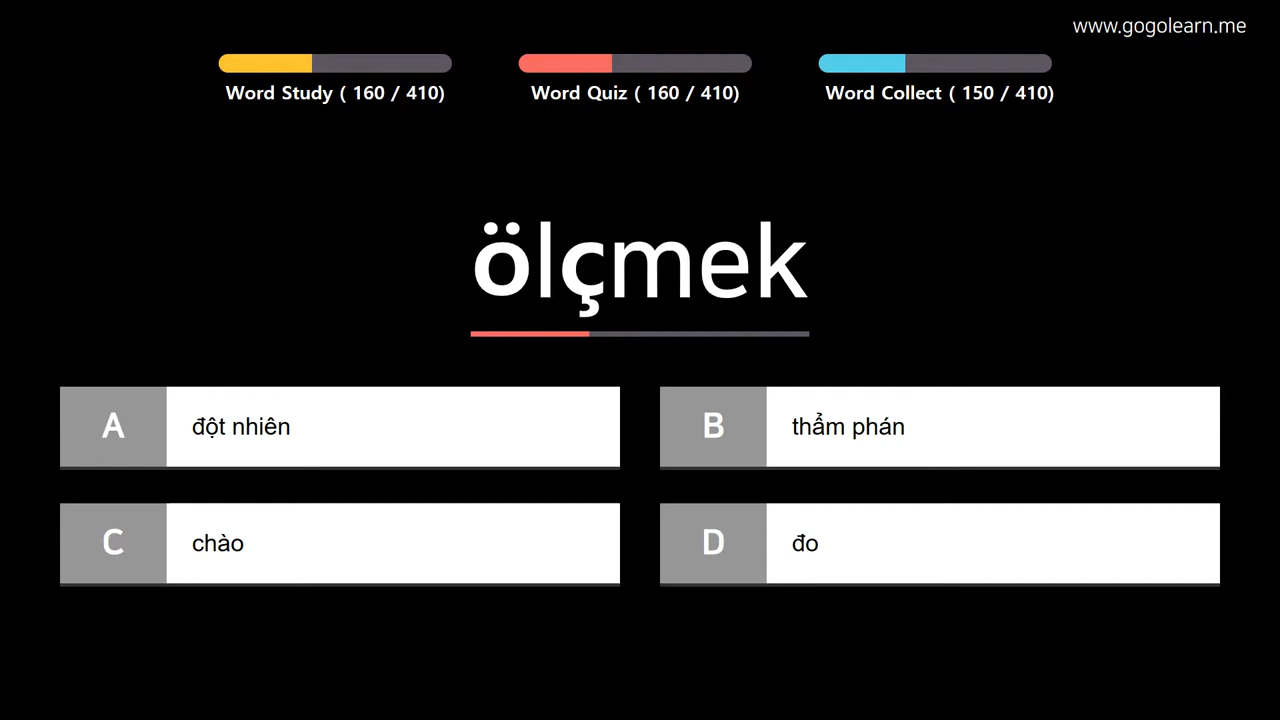 www.gogolearn.me
Word Study ( 160 / 410)
Word Quiz ( 160 / 410)
Word Collect ( 150 / 410)
ölçmek
A
đột nhiên
B
thẩm phán
C
chào
D
đo